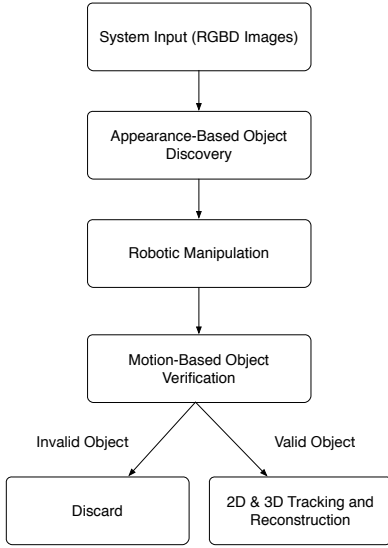 System Input (RGBD Images)
Appearance-Based Object
Discovery
Robotic Manipulation
Motion-Based Object
Verification
Invalid Object
Valid Object
Discard
2D & 3D Tracking and
Reconstruction